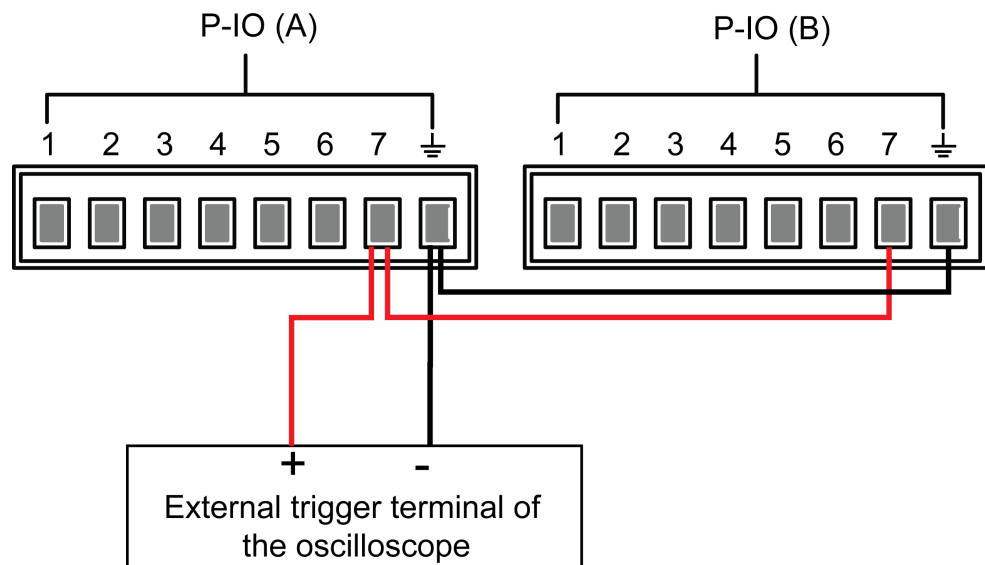 P-IO (A)
P-IO (B)
1 2 3 4 5 6 7
1 2 3 4 5 6 7
+ -
External trigger terminal of
the oscilloscope